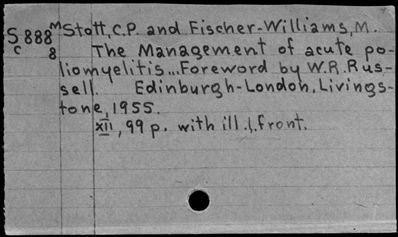 S 888 M Stott, C.P. and Fischer-Williams, M.
c 8 The Management of acute po-
liomyelitis...Foreword by W.R. Rus-
sell. Edinburgh-London, Livings-
tone, 1955.
xii, 99 p. with ill., front.